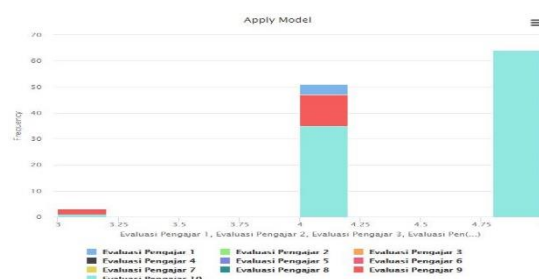 Apply Model
70
60
50
40
30
20
10
0
Frequency
3 3.25 3.5 3.75 4 4.25 4.5 4.75
Evaluasi Pengajar 1, Evaluasi Pengajar 2, Evaluasi Pengajar 3, Evaluasi Pen(...)
Evaluasi Pengajar 1 Evaluasi Pengajar 2 Evaluasi Pengajar 3
Evaluasi Pengajar 4 Evaluasi Pengajar 5 Evaluasi Pengajar 6
Evaluasi Pengajar 7 Evaluasi Pengajar 8 Evaluasi Pengajar 9
Evaluasi Pengajar 10